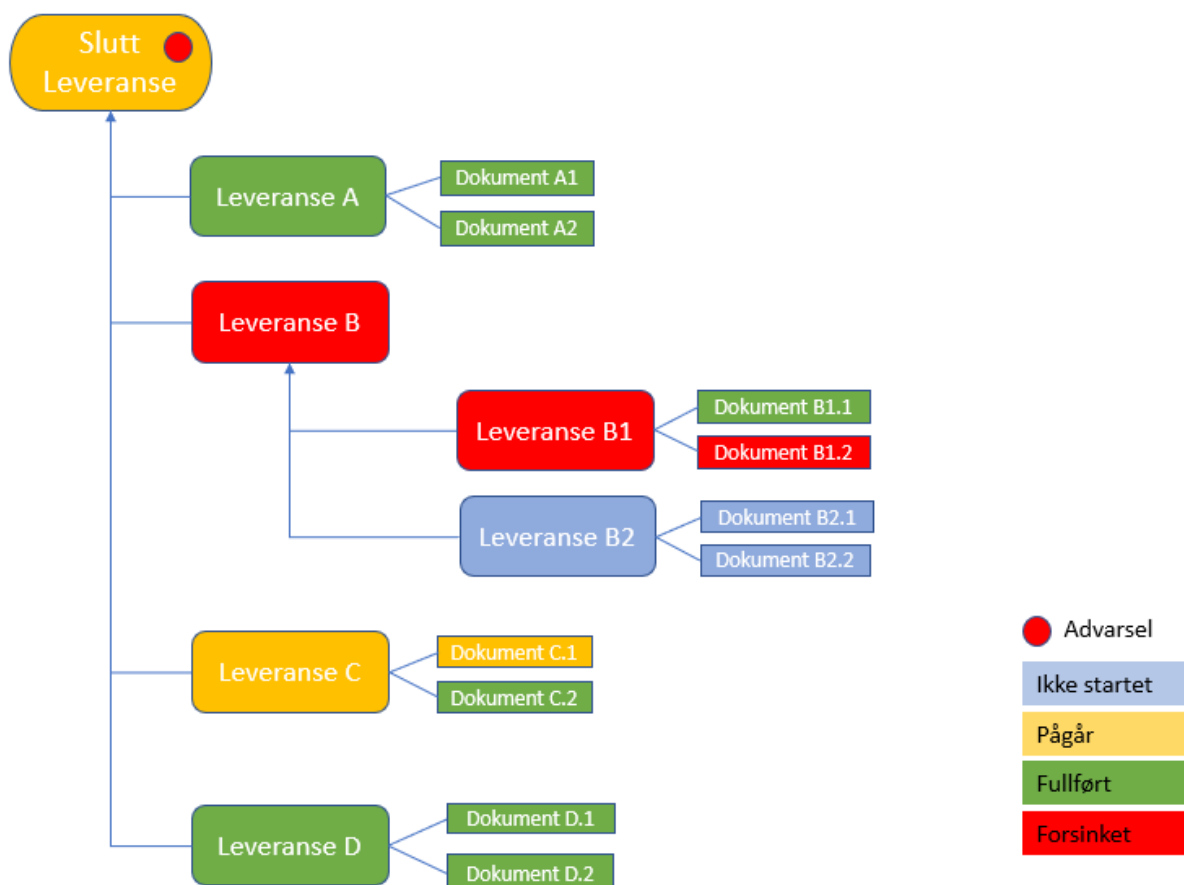 Slutt
Leveranse
Leveranse A
Dokument A1
Dokument A2
Leveranse B
Leveranse B1
Dokument B1.1
Dokument B1.2
Leveranse B2
Dokument B2.1
Dokument B2.2
Leveranse C
Dokument C.1
Dokument C.2
Leveranse D
Dokument D.1
Dokument D.2
Advarsel
Ikke startet
Pågår
Fullført
Forsinket